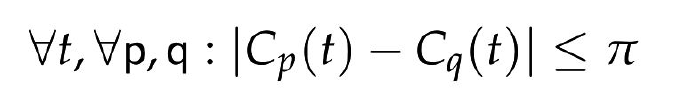 ∀t, ∀p, q : |C_p(t) − C_q(t)| ≤ π